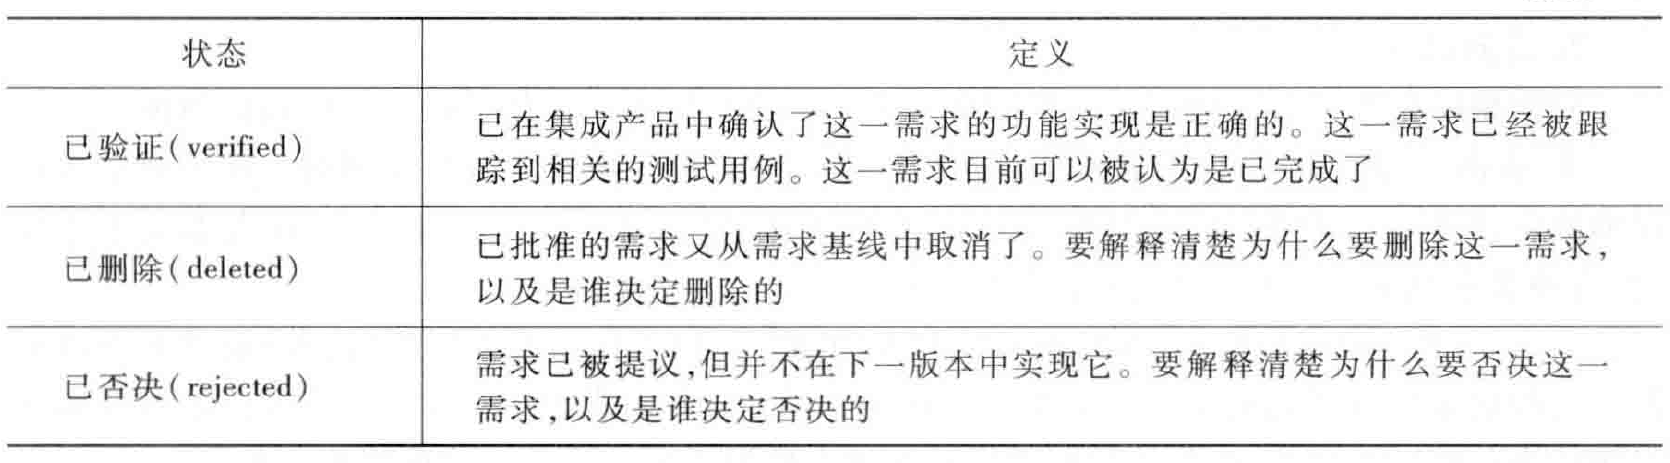 状态 定义
已验证(verified) 已在集成产品中确认了这一需求的功能实现是正确的。这一需求已经被跟
踪到相关的测试用例。这一需求目前可以被认为是已完成了
已删除(deleted) 已批准的需求又从需求基线中取消了。要解释清楚为什么要删除这一需求,
以及是谁决定删除的
已否决(rejected) 需求已被提议,但并不在下一版本中实现它。要解释清楚为什么要否决这一
需求,以及是谁决定否决的